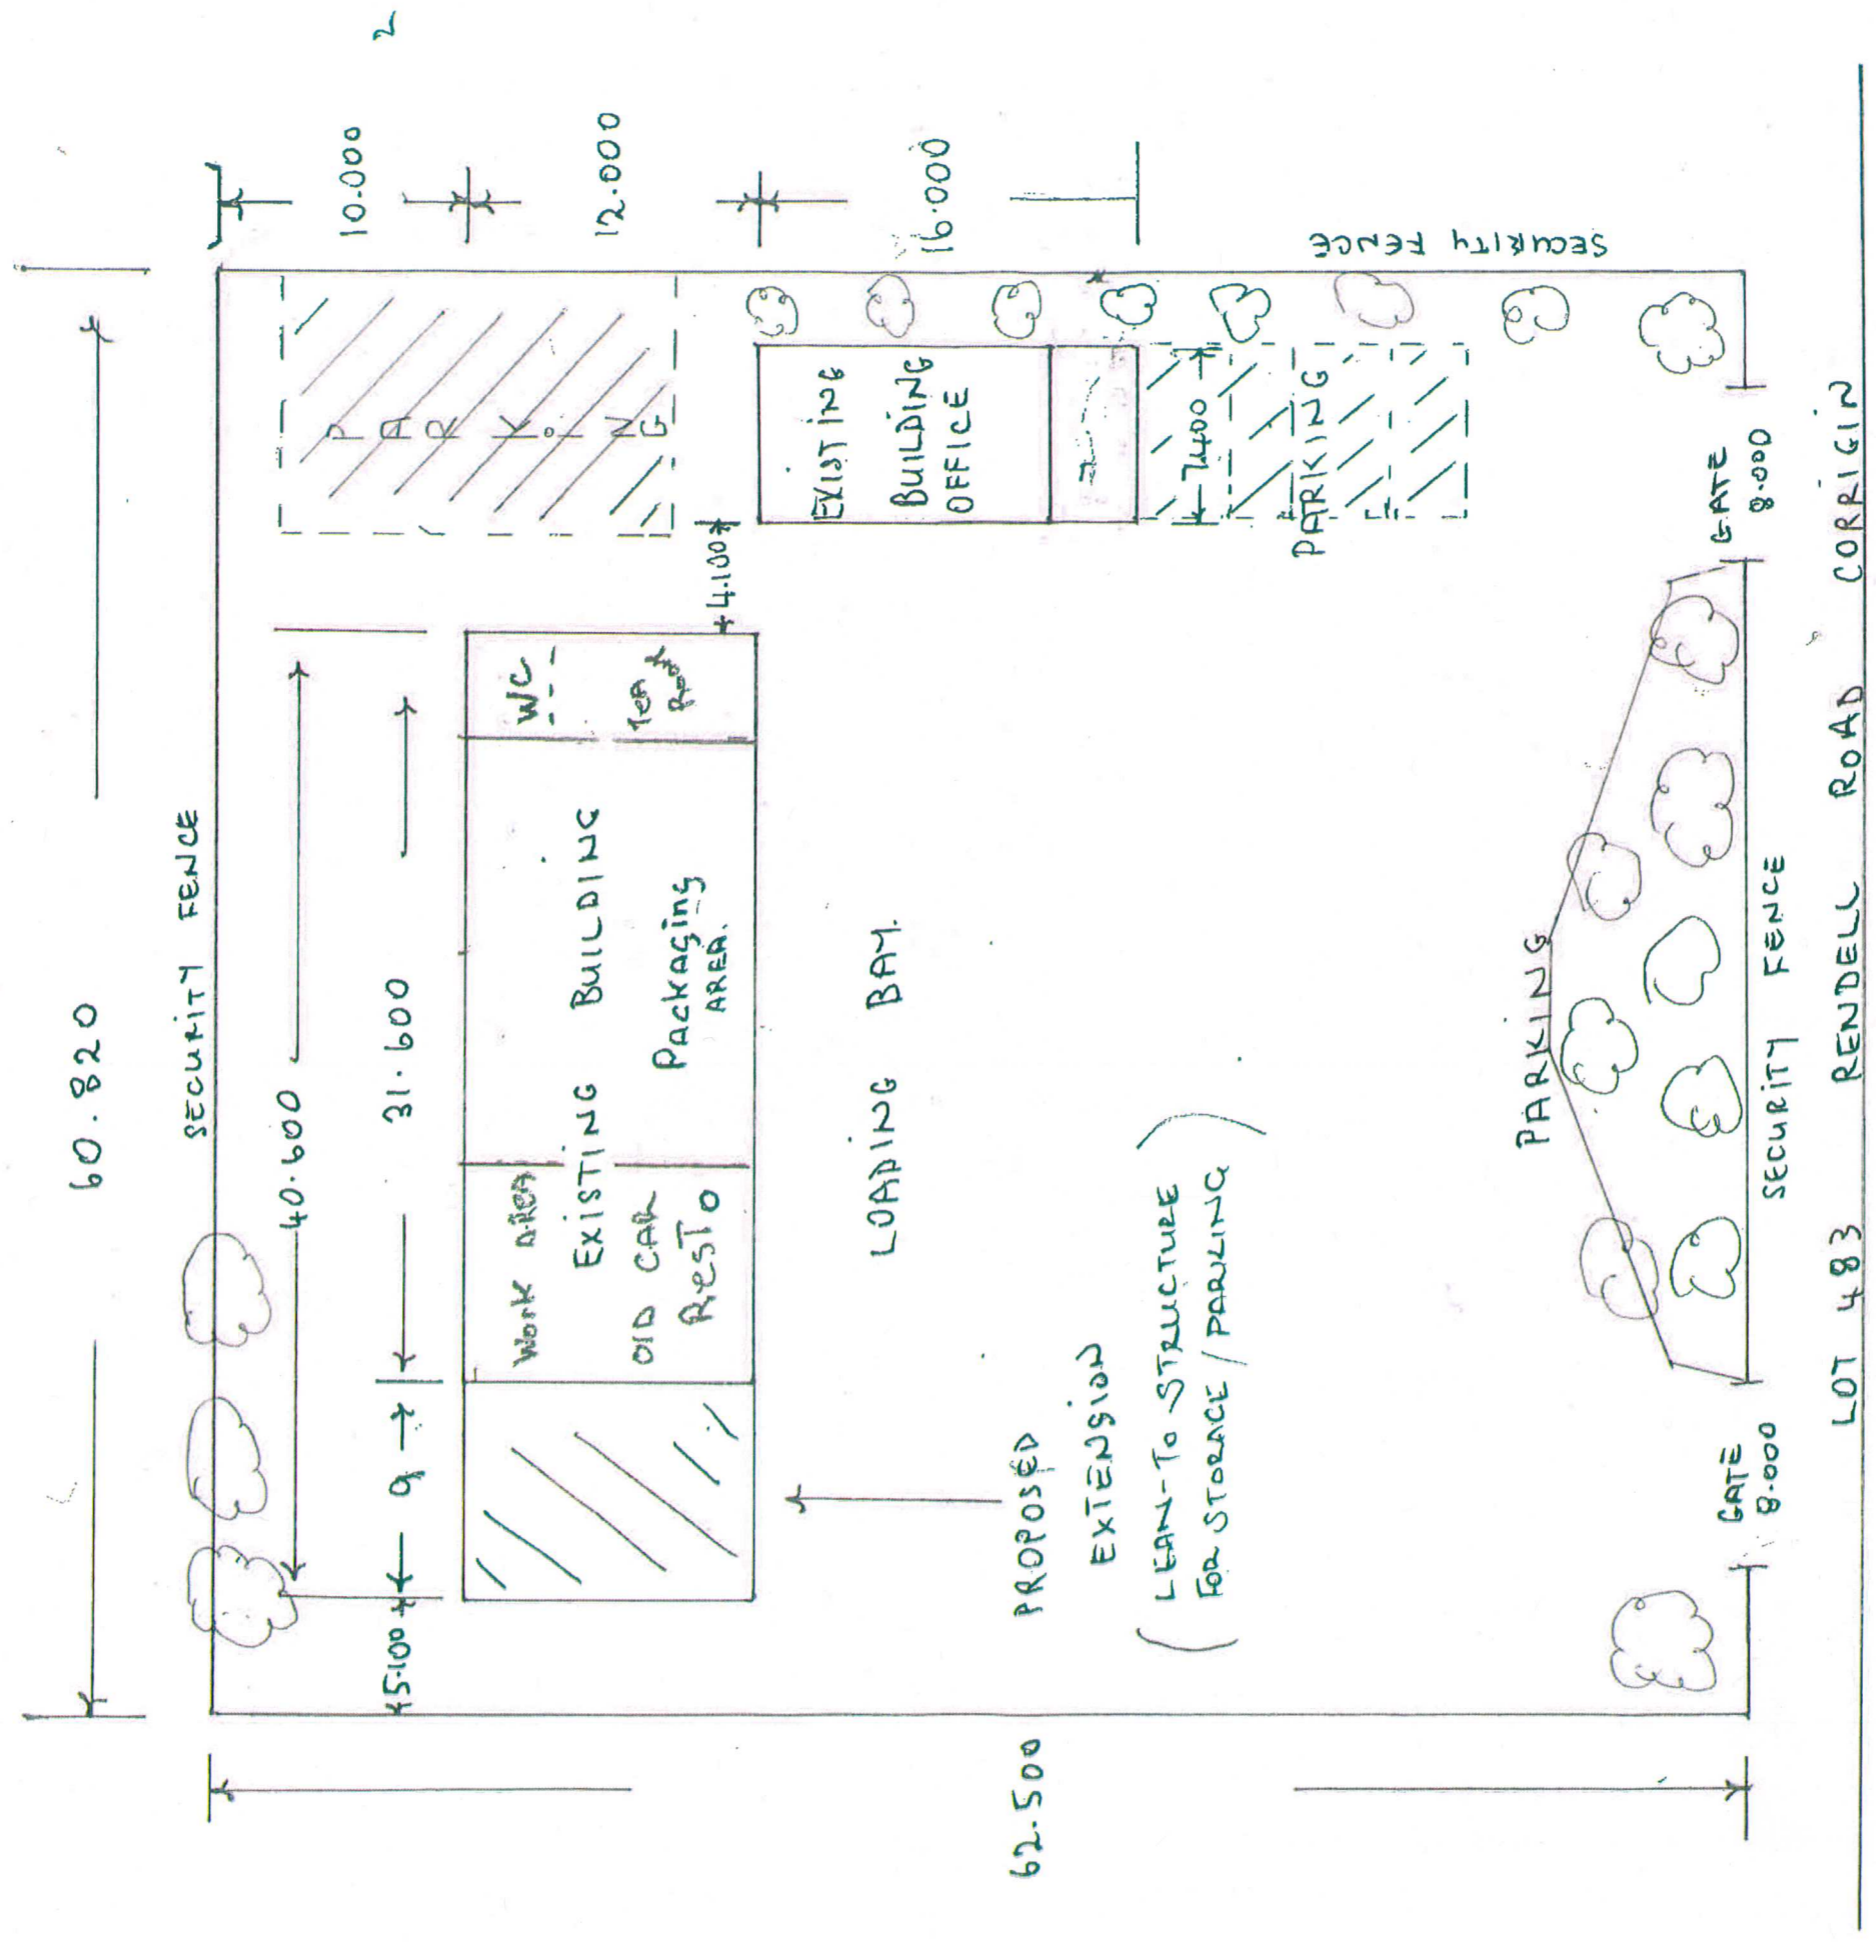 60.820
SECURITY FENCE
40.600
31.600
9
5.100
10.000
12.000
16.000
PARKING
4.100
WC
TEA
ROOM
EXISTING BUILDING
Packaging
AREA.
WORK AREA
OLD CAR
RESTO
EXISTING
BUILDING
OFFICE
7400
PARKING
SECURITY FENCE
LOADING BAY.
PROPOSED
EXTENSION
(LEAN-TO STRUCTURE
FOR STORAGE / PARKING)
62.500
PARKING
GATE
8.000
SECURITY FENCE
GATE
8.000
LOT 483 RENDELL ROAD CORRIGIN